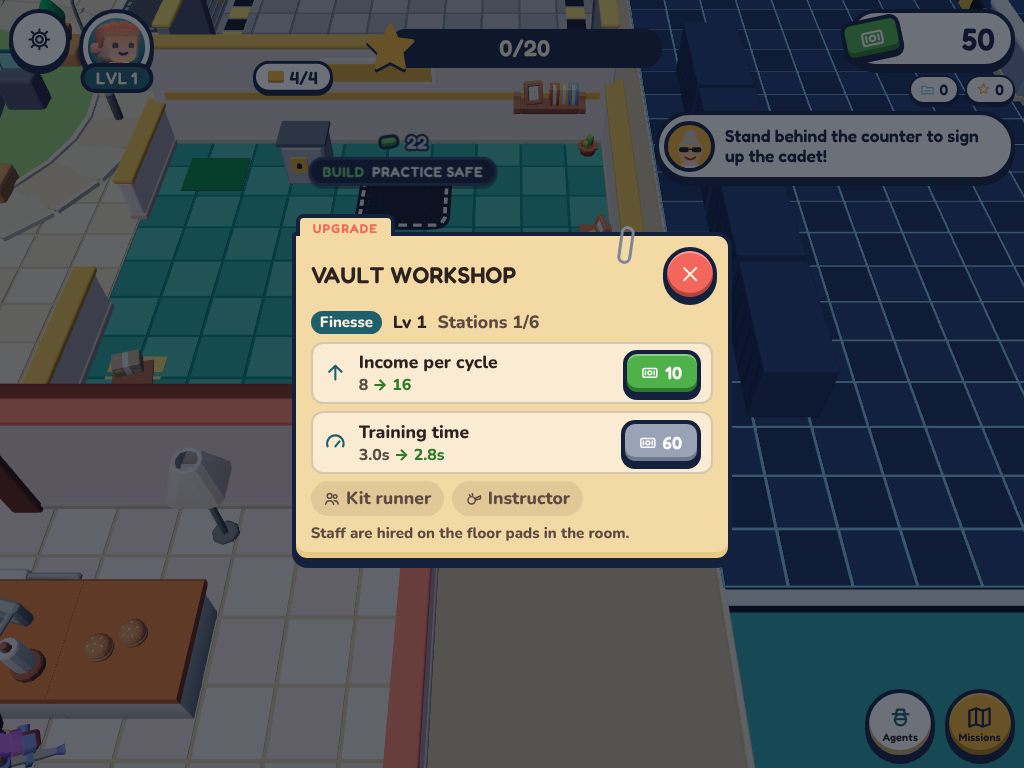 0/20
50
LVL 1
4/4
0
0
Stand behind the counter to sign
up the cadet!
22
BUILD PRACTICE SAFE
UPGRADE
VAULT WORKSHOP
Finesse Lv 1 Stations 1/6
Income per cycle
8 → 16
10
Training time
3.0s → 2.8s
60
Kit runner
Instructor
Staff are hired on the floor pads in the room.
Agents
Missions